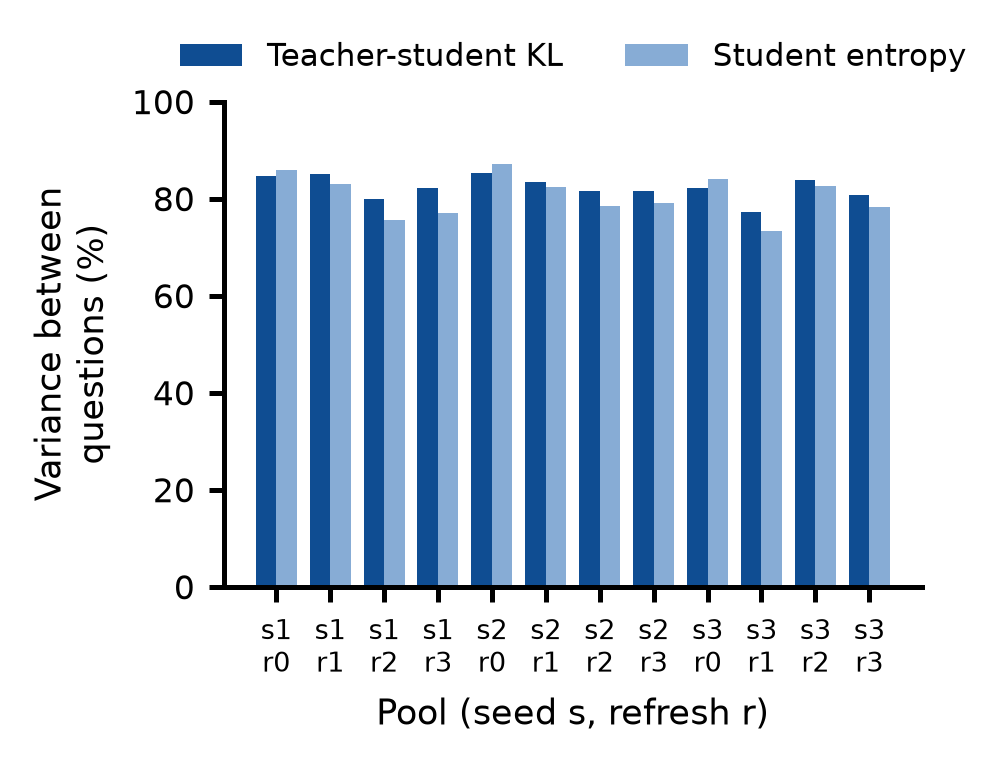 Teacher-student KL Student entropy
Variance between
questions (%)
100
80
60
40
20
0
s1 s1 s1 s1 s2 s2 s2 s2 s3 s3 s3 s3
r0 r1 r2 r3 r0 r1 r2 r3 r0 r1 r2 r3
Pool (seed s, refresh r)